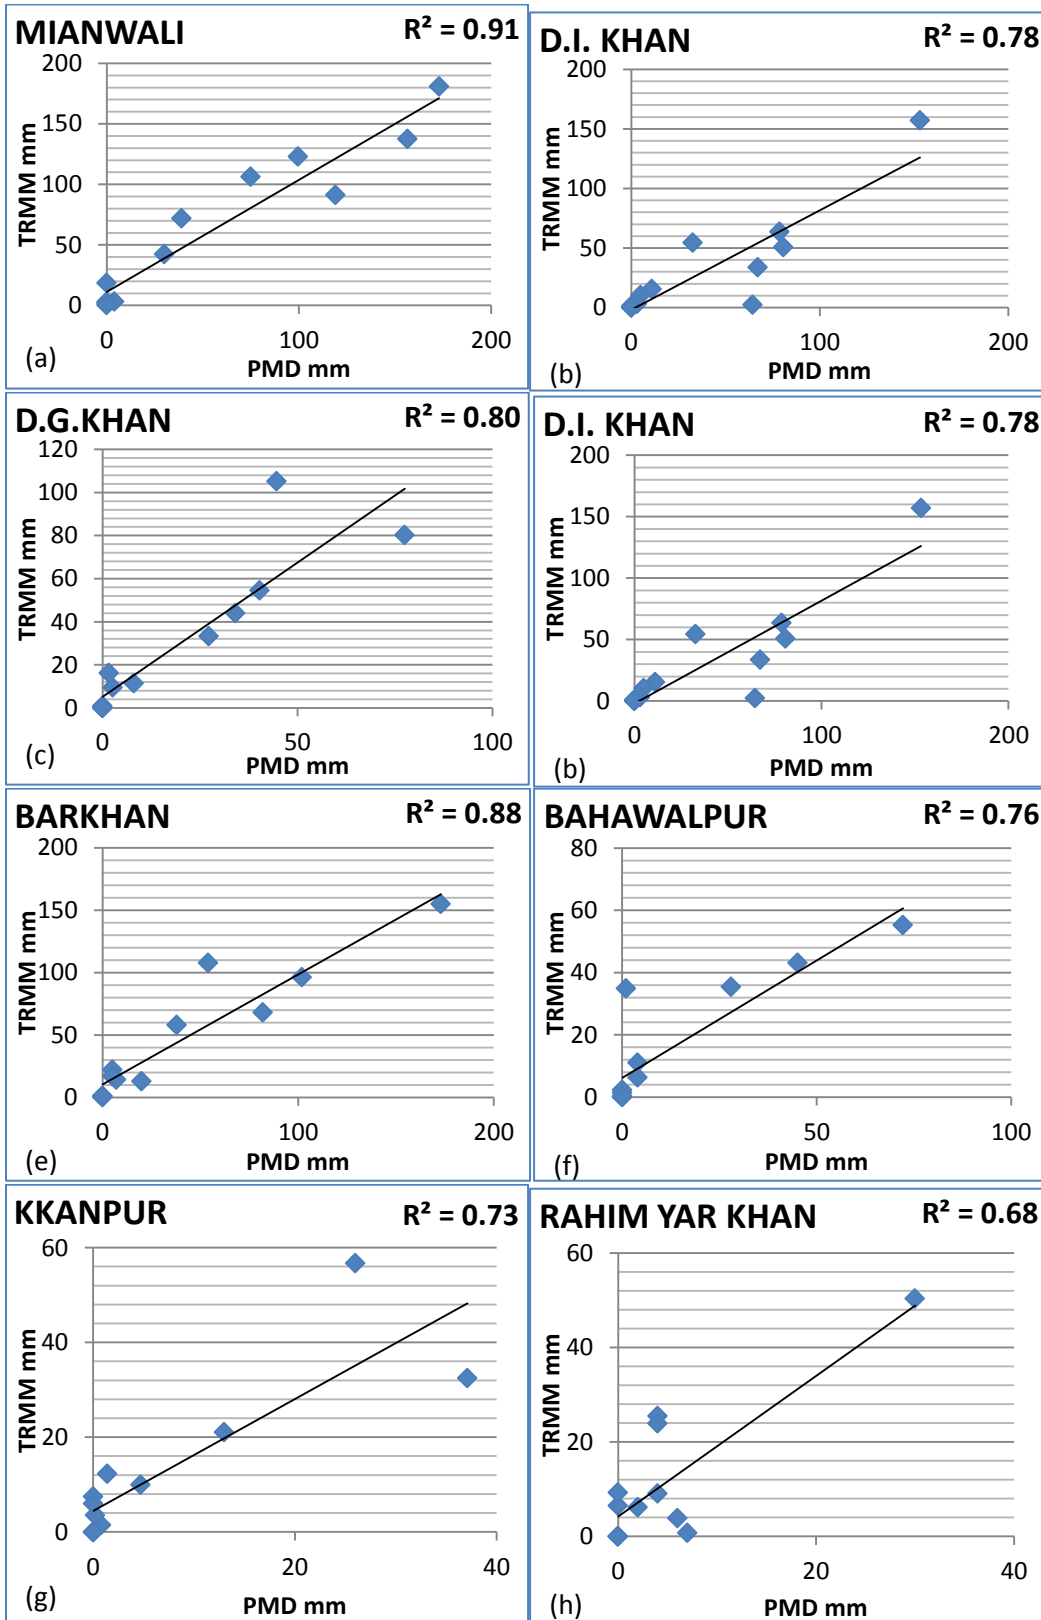 MIANWALI R² = 0.91
200
150
100
50
0
TRMM mm
0 100 200
PMD mm
(a)
D.I. KHAN R² = 0.78
200
150
100
50
0
TRMM mm
0 100 200
PMD mm
(b)
D.G.KHAN R² = 0.80
120
100
80
60
40
20
0
TRMM mm
0 50 100
PMD mm
(c)
D.I. KHAN R² = 0.78
200
150
100
50
0
TRMM mm
0 100 200
PMD mm
(b)
BARKHAN R² = 0.88
200
150
100
50
0
TRMM mm
0 100 200
PMD mm
(e)
BAHAWALPUR R² = 0.76
80
60
40
20
0
TRMM mm
0 50 100
PMD mm
(f)
KKANPUR R² = 0.73
60
40
20
0
TRMM mm
0 20 40
PMD mm
(g)
RAHIM YAR KHAN R² = 0.68
60
40
20
0
TRMM mm
0 20 40
PMD mm
(h)